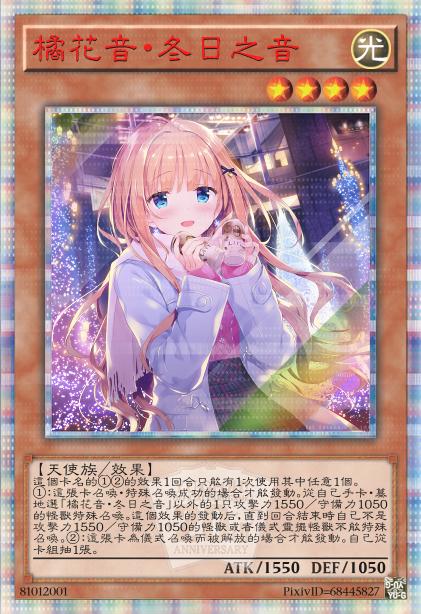 橘花音・冬日之音
光
【天使族／效果】
這個卡名的①②的效果1回合只能有1次使用其中任意1個。
①:這張卡召喚・特殊召喚成功的場合才能發動。從自己手卡・墓
地選「橘花音・冬日之音」以外的1只攻擊力1550／守備力1050
的怪獸特殊召喚。這個效果的發動后,直到回合結束時自己不是
攻擊力1550／守備力1050的怪獸或者儀式靈擺怪獸不能特殊
召喚。②:這張卡為儀式召喚而被解放的場合才能發動。自己從
卡組抽1張。
ANNIVERSARY
ATK/1550 DEF/1050
81012001
PixivID=68445827